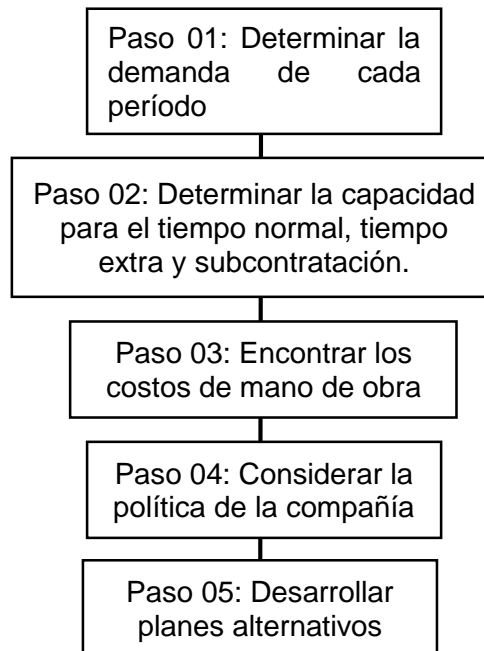 Paso 01: Determinar la
demanda de cada
período
Paso 02: Determinar la capacidad
para el tiempo normal, tiempo
extra y subcontratación.
Paso 03: Encontrar los
costos de mano de obra
Paso 04: Considerar la
política de la compañía
Paso 05: Desarrollar
planes alternativos